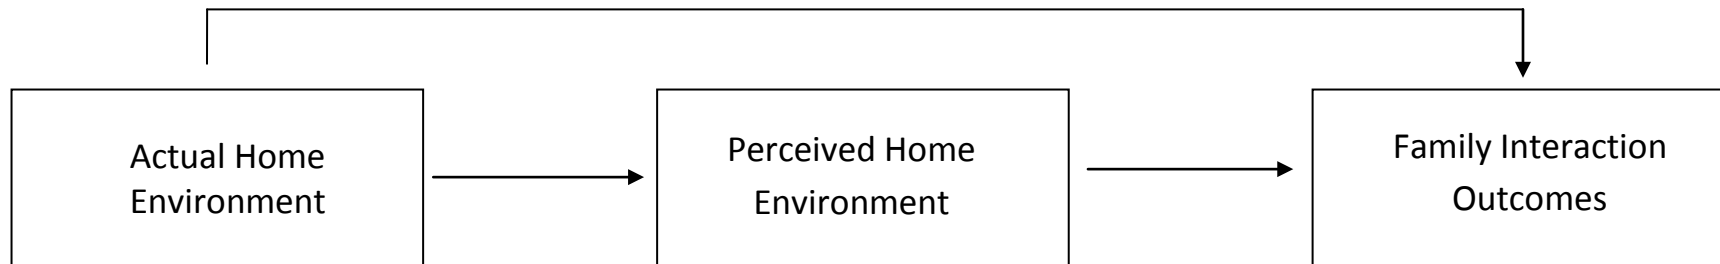 Actual Home
Environment
Perceived Home
Environment
Family Interaction
Outcomes